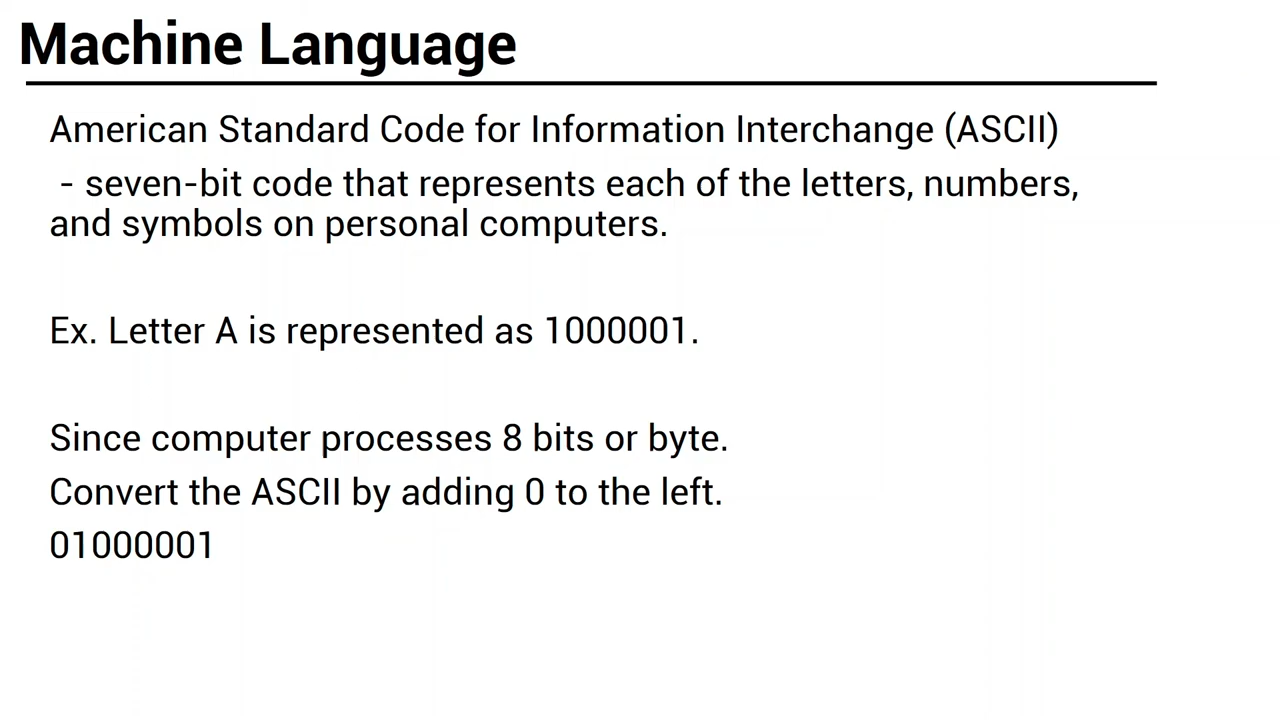 Machine Language
American Standard Code for Information Interchange (ASCII)
- seven-bit code that represents each of the letters, numbers,
and symbols on personal computers.
Ex. Letter A is represented as 1000001.
Since computer processes 8 bits or byte.
Convert the ASCII by adding 0 to the left.
01000001